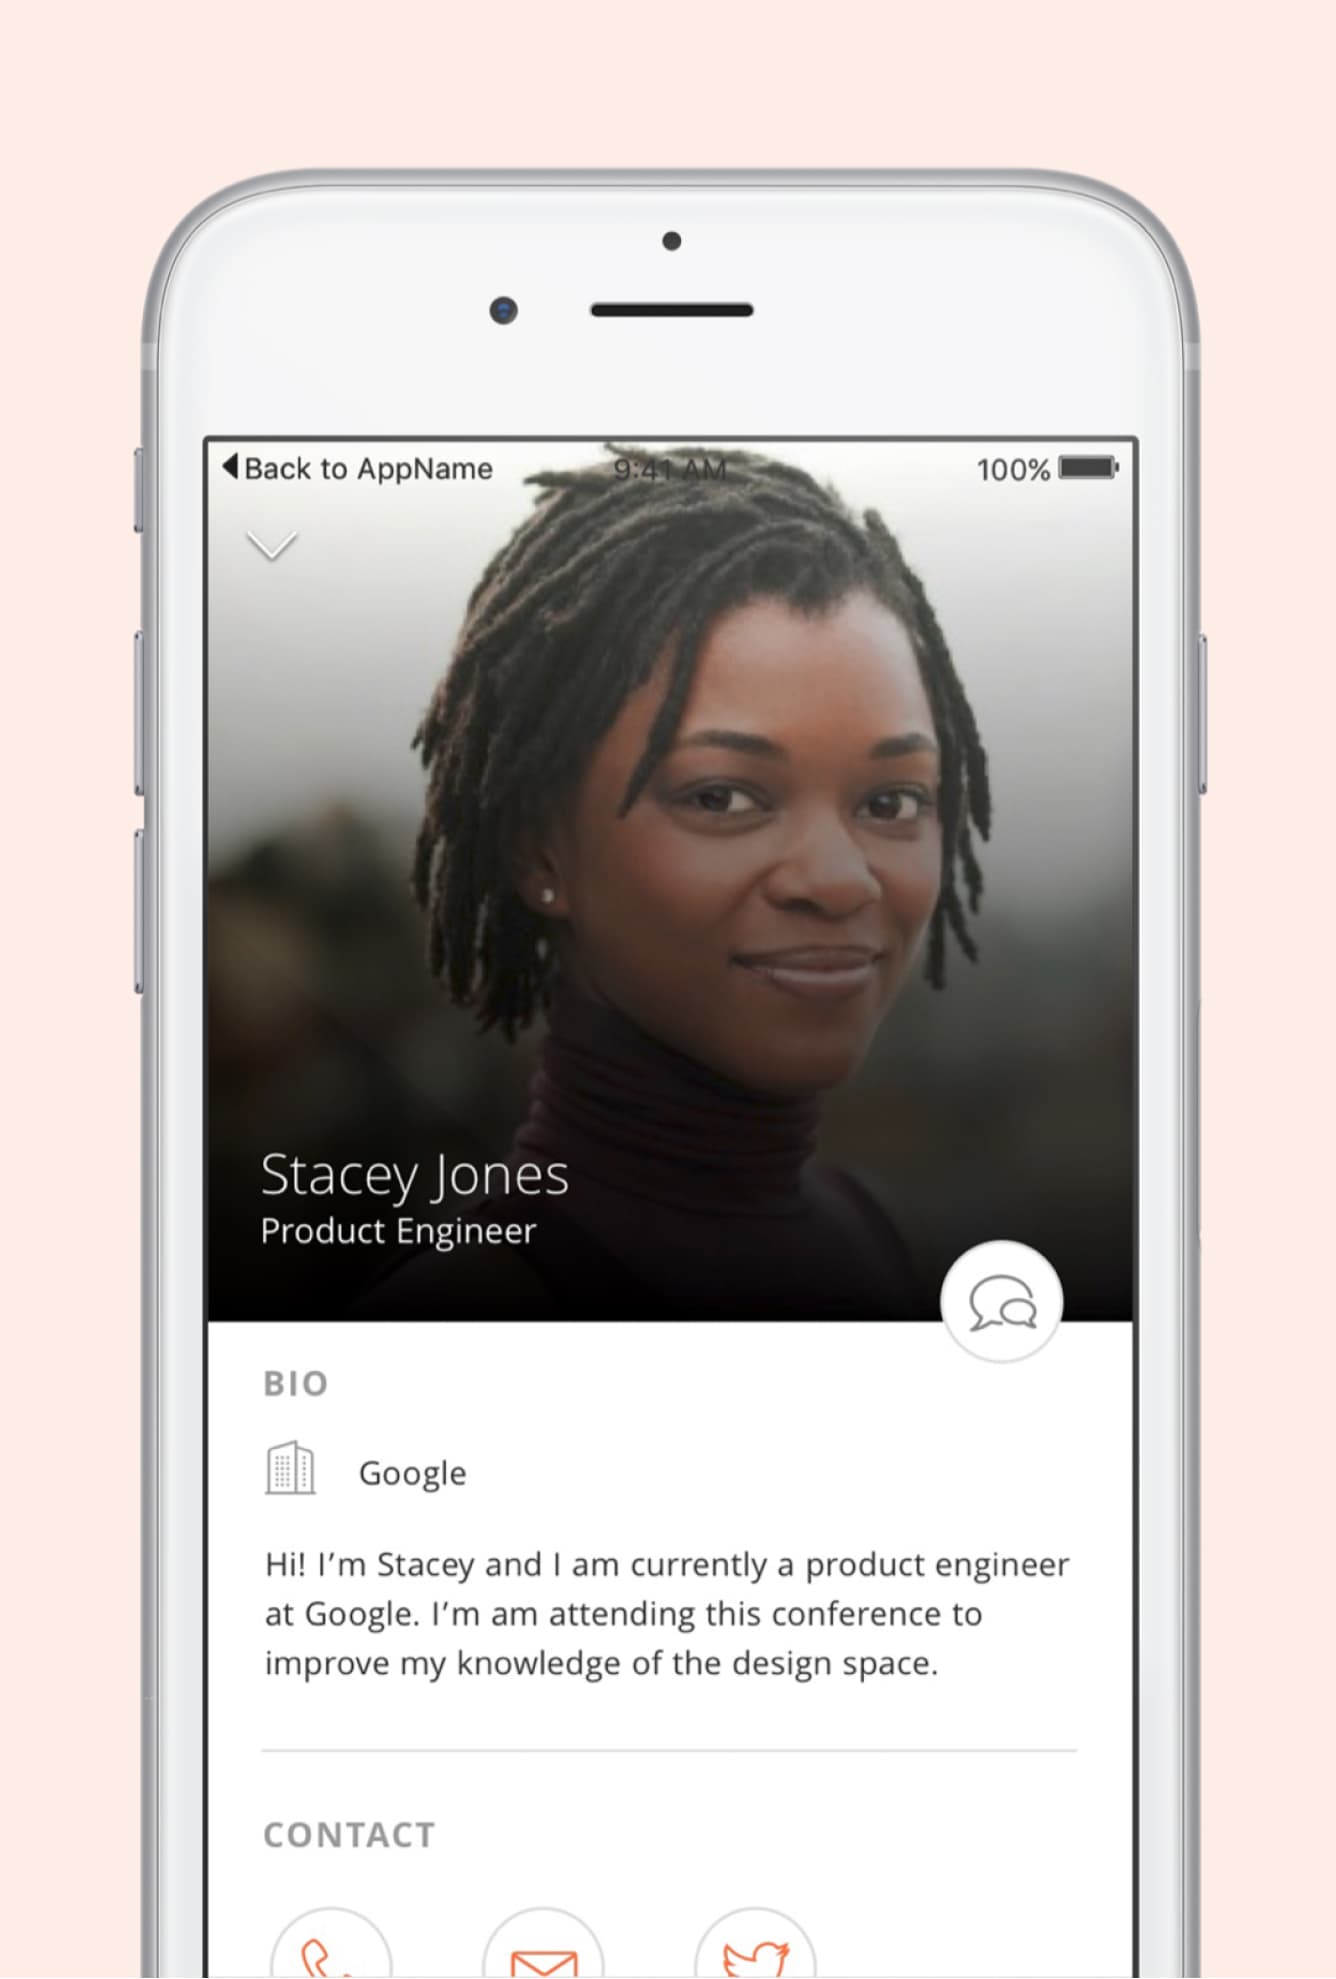 Back to AppName 9:41 AM 100%
Stacey Jones
Product Engineer
BIO
Google
Hi! I’m Stacey and I am currently a product engineer
at Google. I’m am attending this conference to
improve my knowledge of the design space.
CONTACT